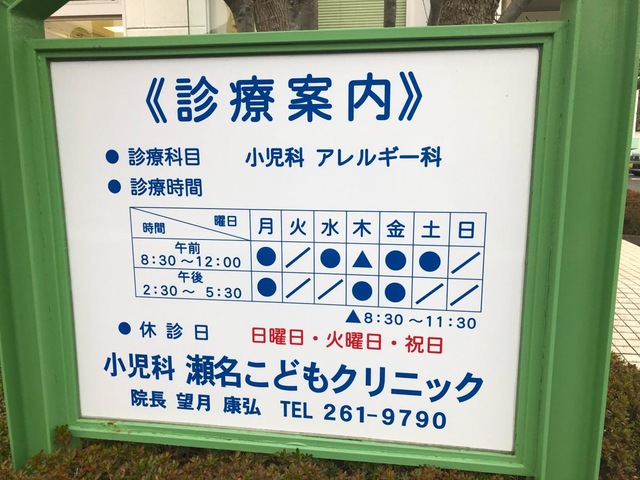 《診療案内》
● 診療科目 小児科 アレルギー科
● 診療時間
曜日 時間 月 火 水 木 金 土 日
午前 8:30〜12:00 ● ／ ● ▲ ● ● ／
午後 2:30〜 5:30 ● ／ ／ ● ● ／ ／
▲8:30〜11:30
● 休診日 日曜日・火曜日・祝日
小児科 瀬名こどもクリニック
院長 望月 康弘 TEL 261-9790